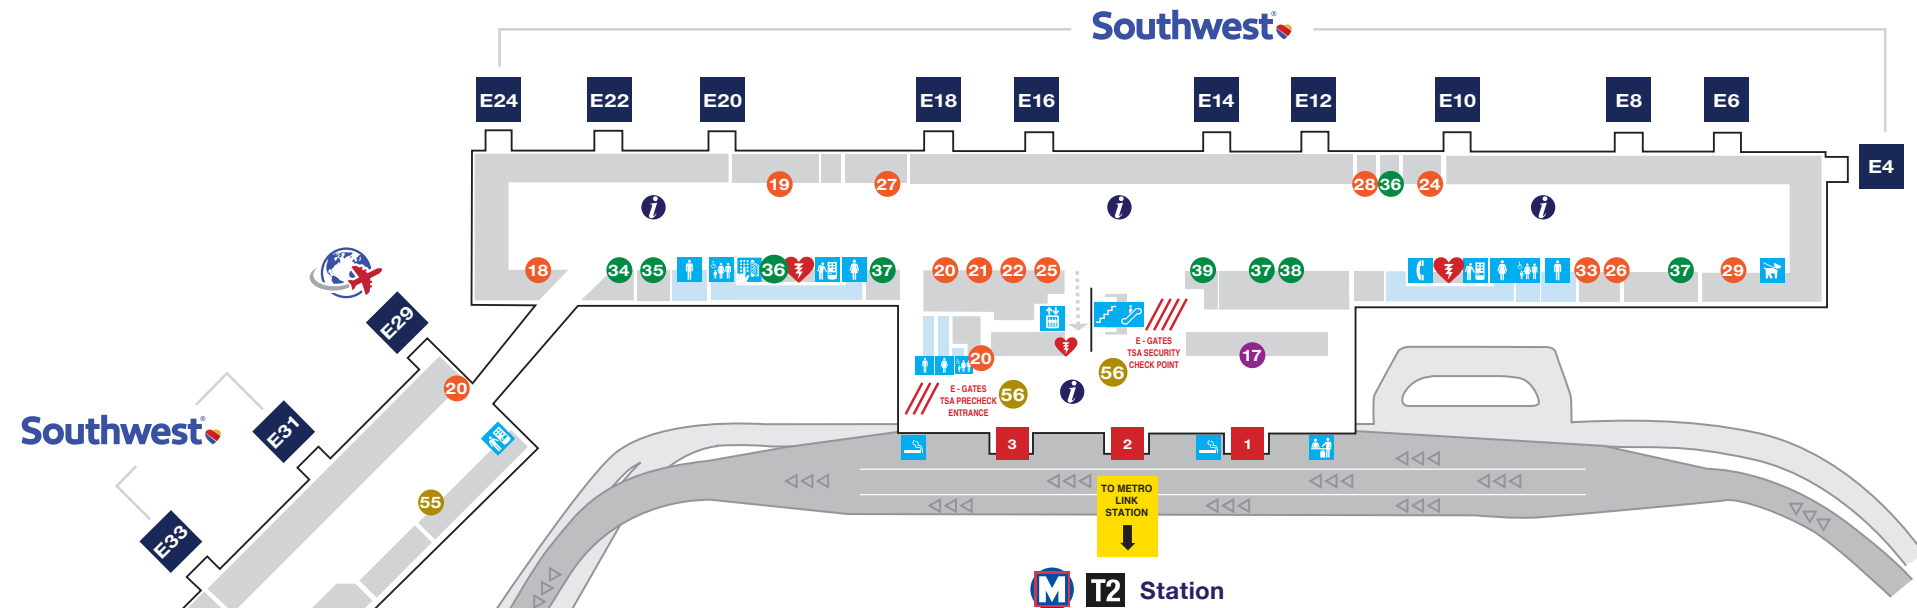 Southwest
E24 E22 E20 E18 E16 E14 E12 E10 E8 E6
E4
19 27 28 36 24
i i i
18 34 35 36 37 20 21 22 25 39 37 38 33 26 37 29
E29
E - GATES
TSA SECURITY
CHECK POINT
17
20
20
56
56
i
E - GATES
TSA PRECHECK
ENTRANCE
Southwest
E31
3 2 1
55
E33
TO METRO
LINK
STATION
M T2 Station